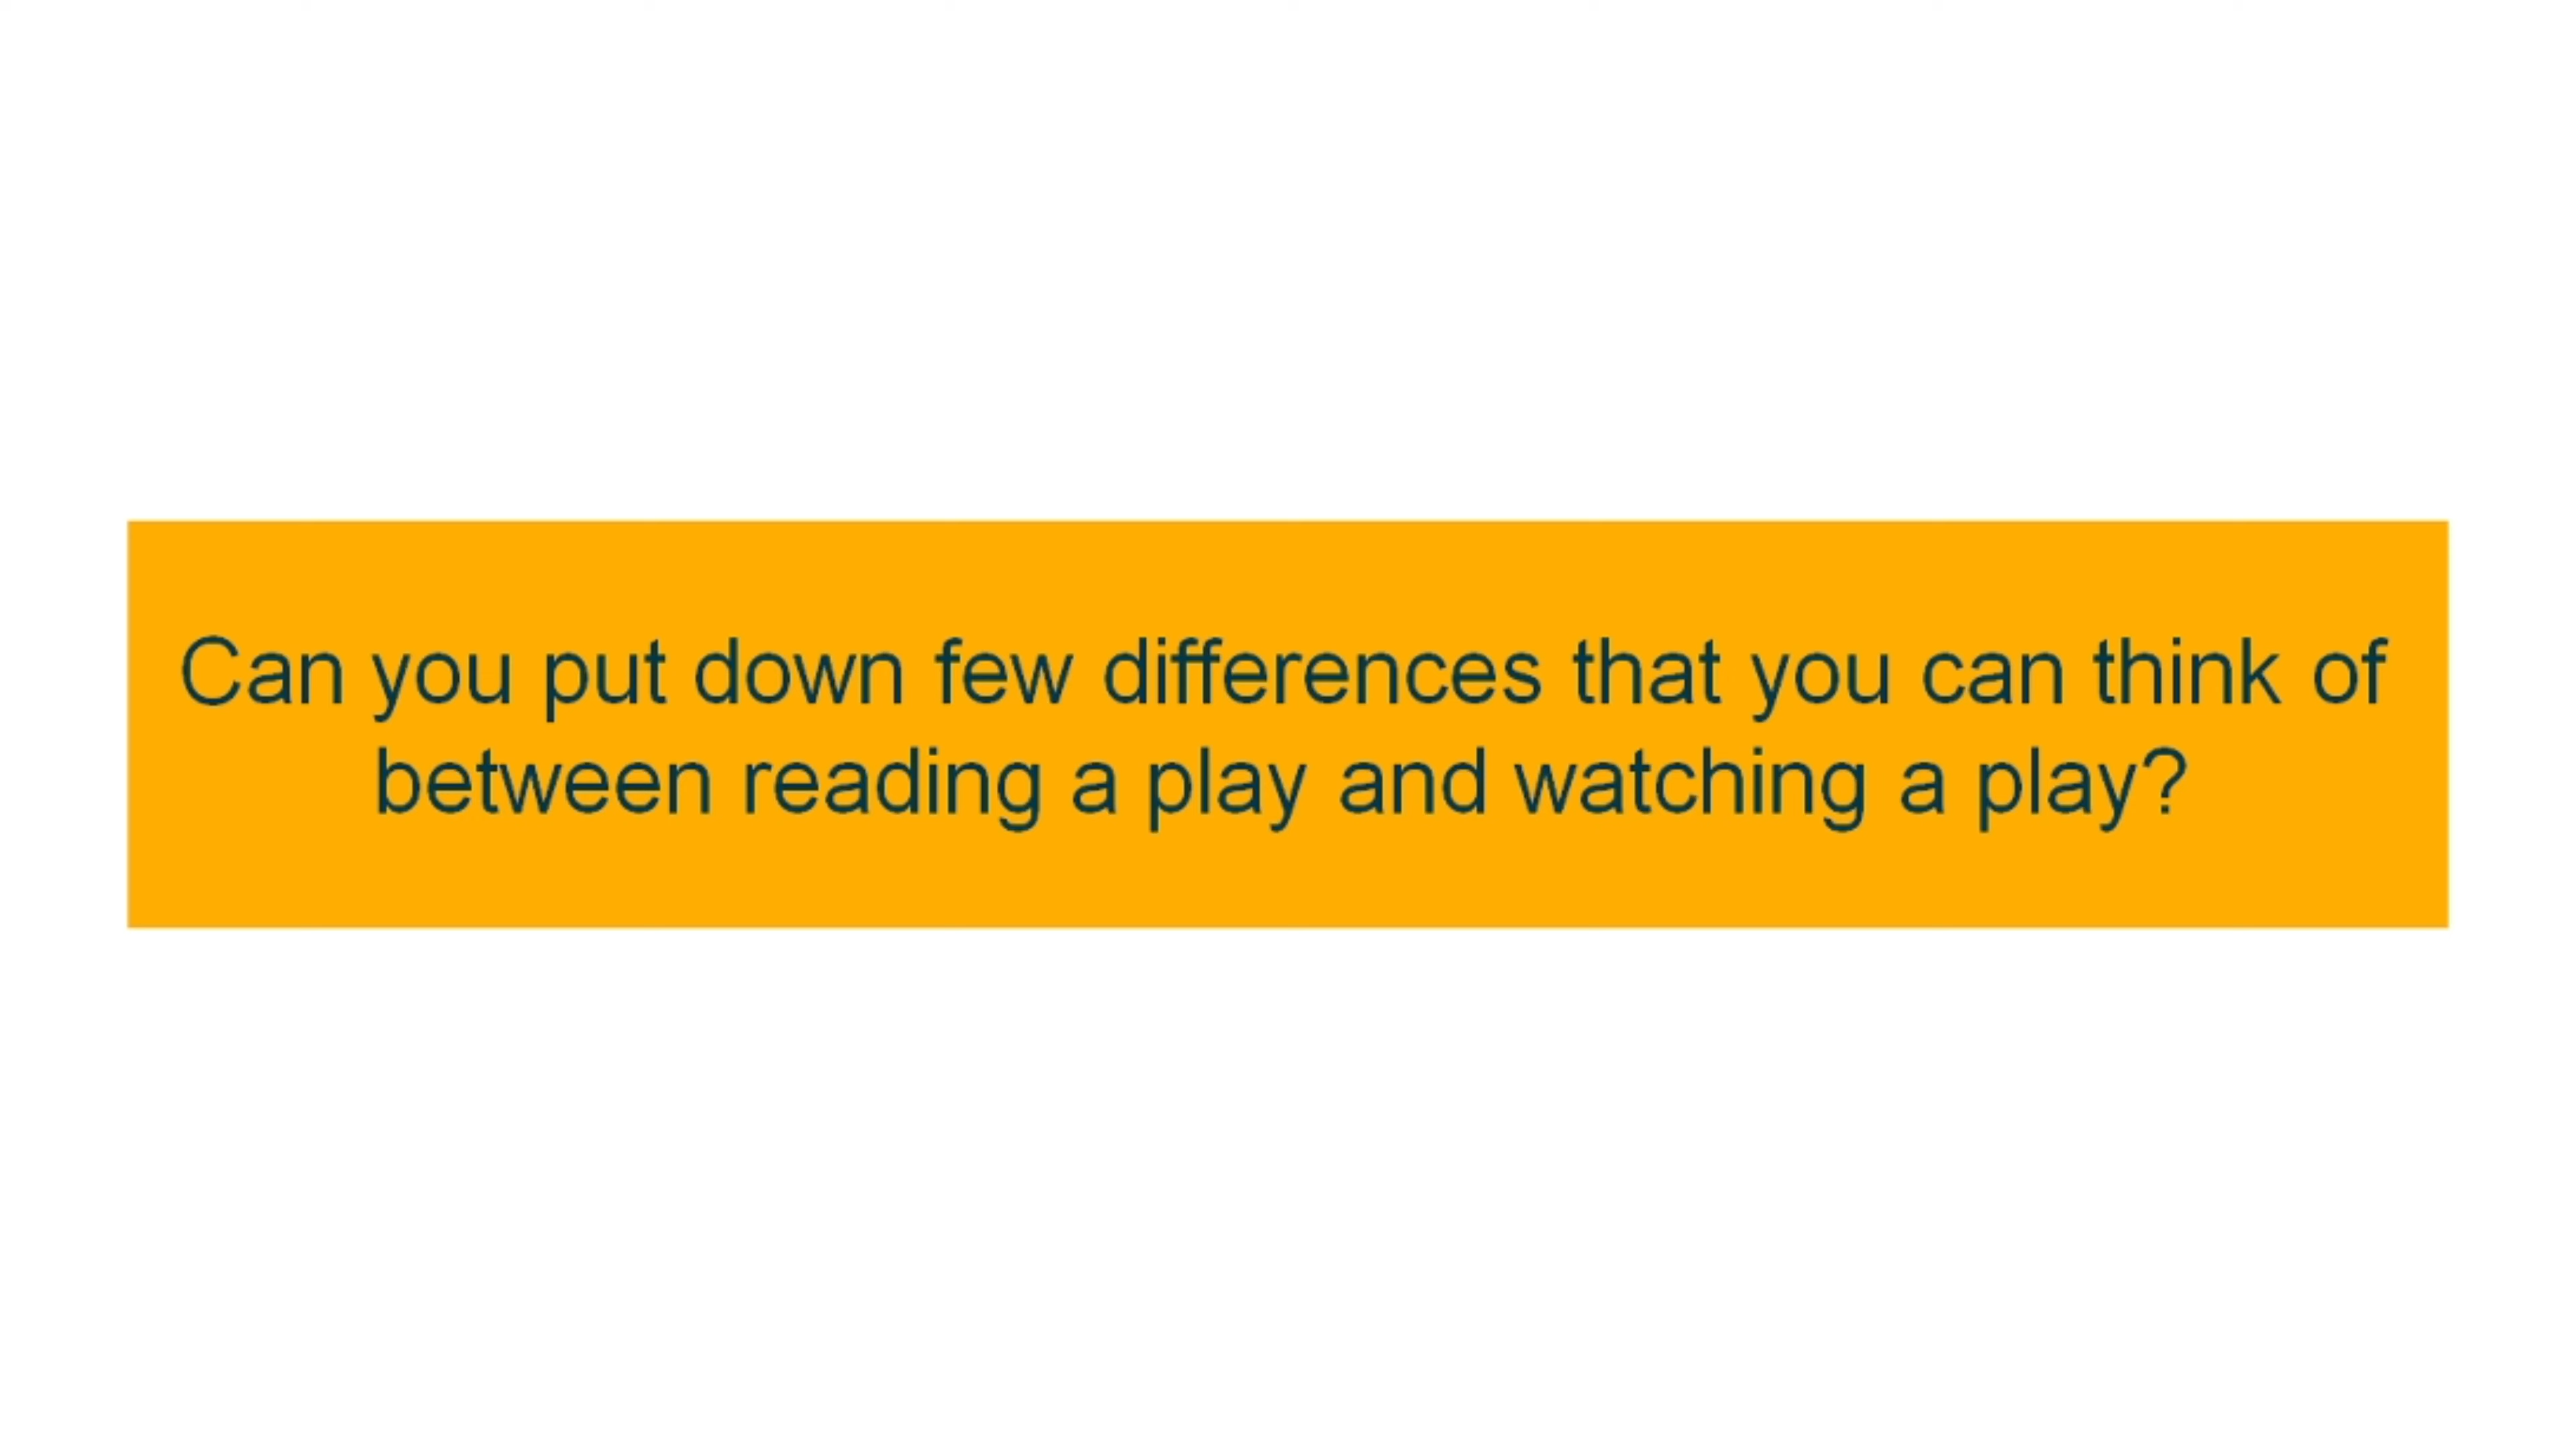 Can you put down few differences that you can think of
between reading a play and watching a play?